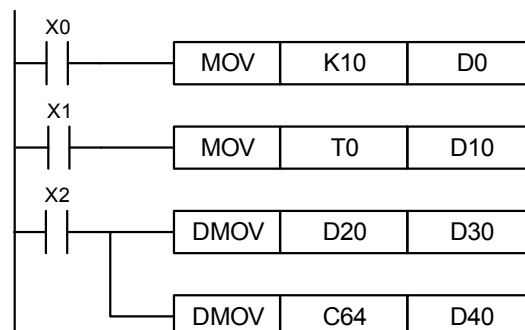 X0
MOV K10 D0
X1
MOV T0 D10
X2
DMOV D20 D30
DMOV C64 D40